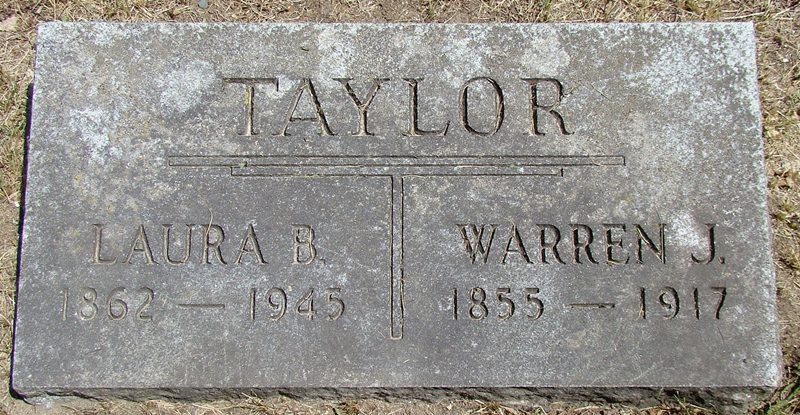 TAYLOR
LAURA B. WARREN J.
1862 — 1945 1855 — 1917